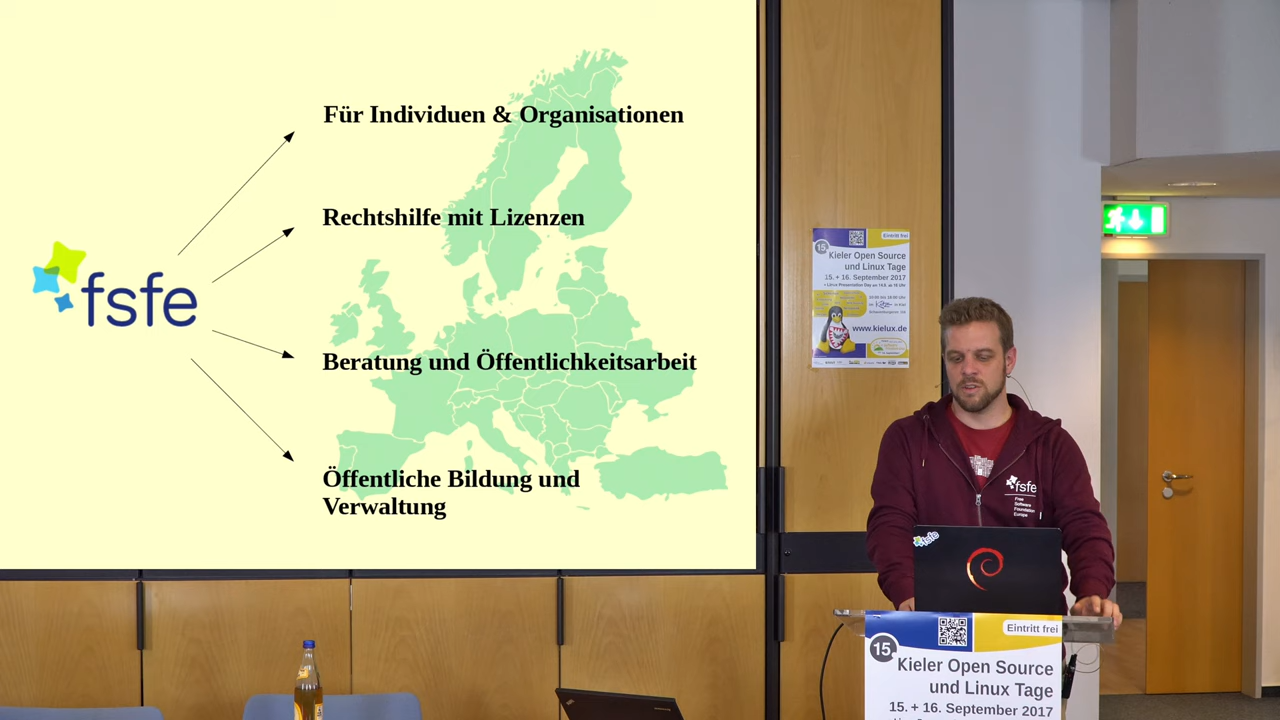 Für Individuen & Organisationen
Rechtshilfe mit Lizenzen
fsfe
Beratung und Öffentlichkeitsarbeit
Öffentliche Bildung und
Verwaltung
Eintritt frei
15.
Kieler Open Source
und Linux Tage
15. + 16. September 2017
www.kielux.de
fsfe
Free
Software
Foundation
Europe
fsfe
Eintritt frei
15.
Kieler Open Source
und Linux Tage
15. + 16. September 2017